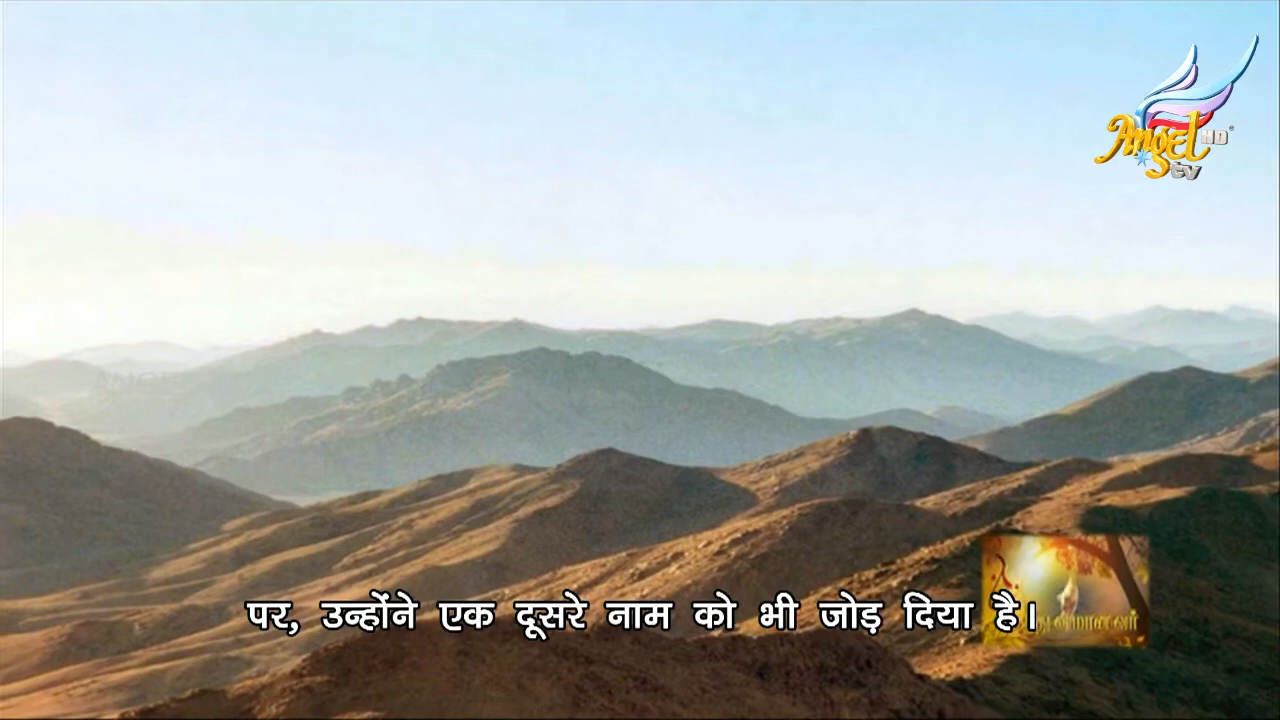 Angel HD
tv
पर, उन्होंने एक दूसरे नाम को भी जोड़ दिया है।